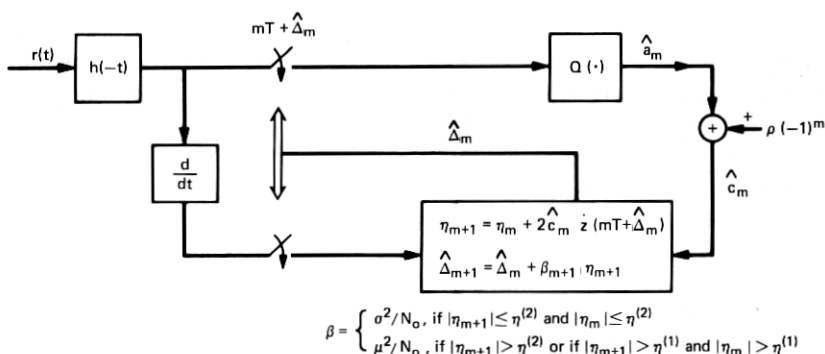 mT + Δ̂ₘ
r(t)
h(−t)
Q (·)
âₘ
+
+
ρ (−1)ᵐ
Δ̂ₘ
d
dt
ĉₘ
ηₘ₊₁ = ηₘ + 2ĉₘ ż (mT+Δ̂ₘ)
Δ̂ₘ₊₁ = Δ̂ₘ + βₘ₊₁ ηₘ₊₁
β = { σ²/Nₒ, if |ηₘ₊₁| ≤ η⁽²⁾ and |ηₘ| ≤ η⁽²⁾
μ²/Nₒ, if |ηₘ₊₁| > η⁽²⁾ or if |ηₘ₊₁| > η⁽¹⁾ and |ηₘ| > η⁽¹⁾